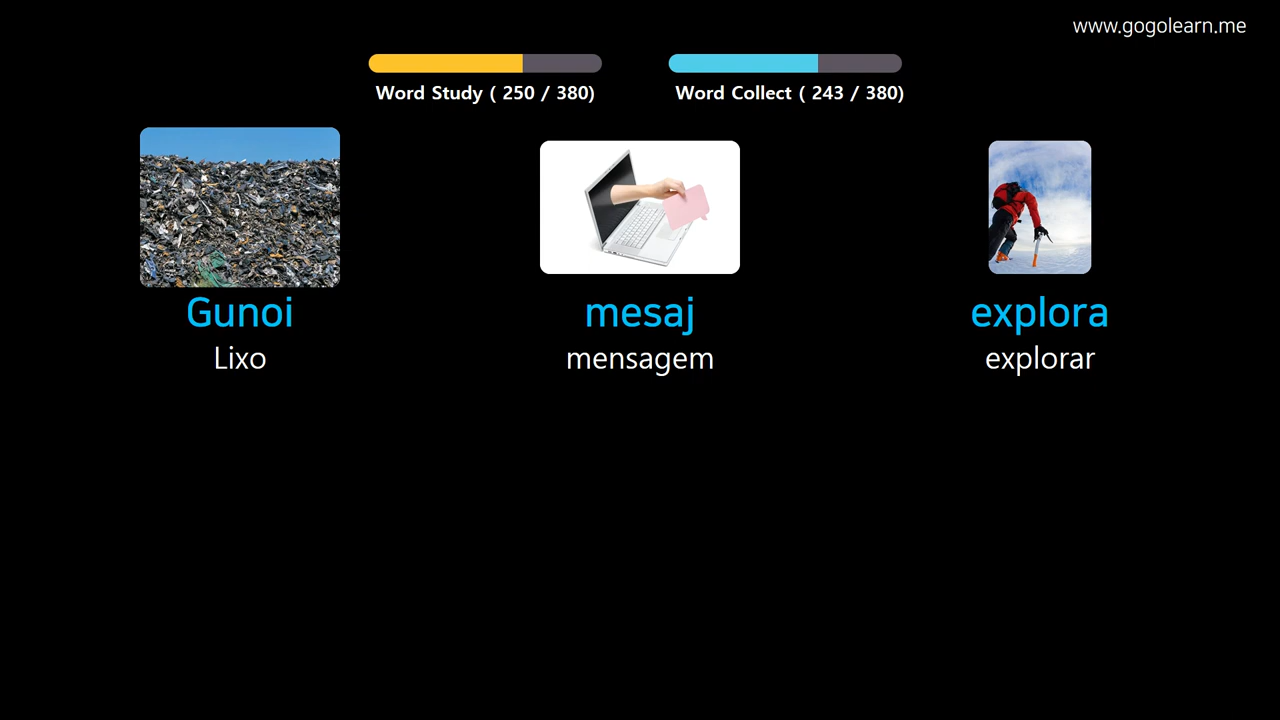 www.gogolearn.me
Word Study ( 250 / 380)
Word Collect ( 243 / 380)
Gunoi
mesaj
explora
Lixo
mensagem
explorar